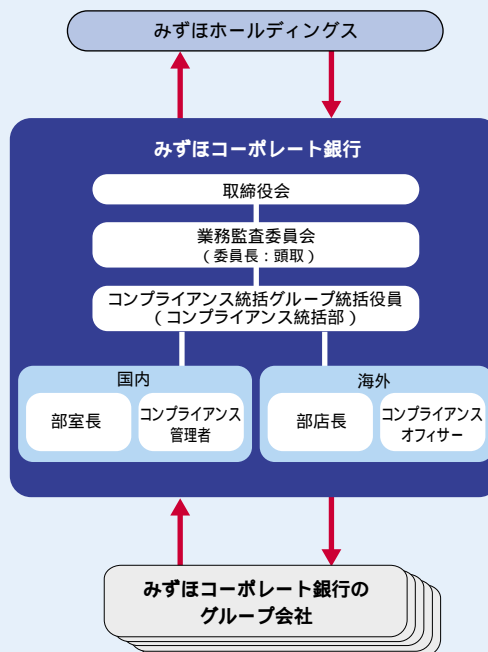 みずほホールディングス
みずほコーポレート銀行
取締役会
業務監査委員会
（委員長：頭取）
コンプライアンス統括グループ統括役員
（コンプライアンス統括部）
国内
部室長
コンプライアンス
管理者
海外
部店長
コンプライアンス
オフィサー
みずほコーポレート銀行の
グループ会社